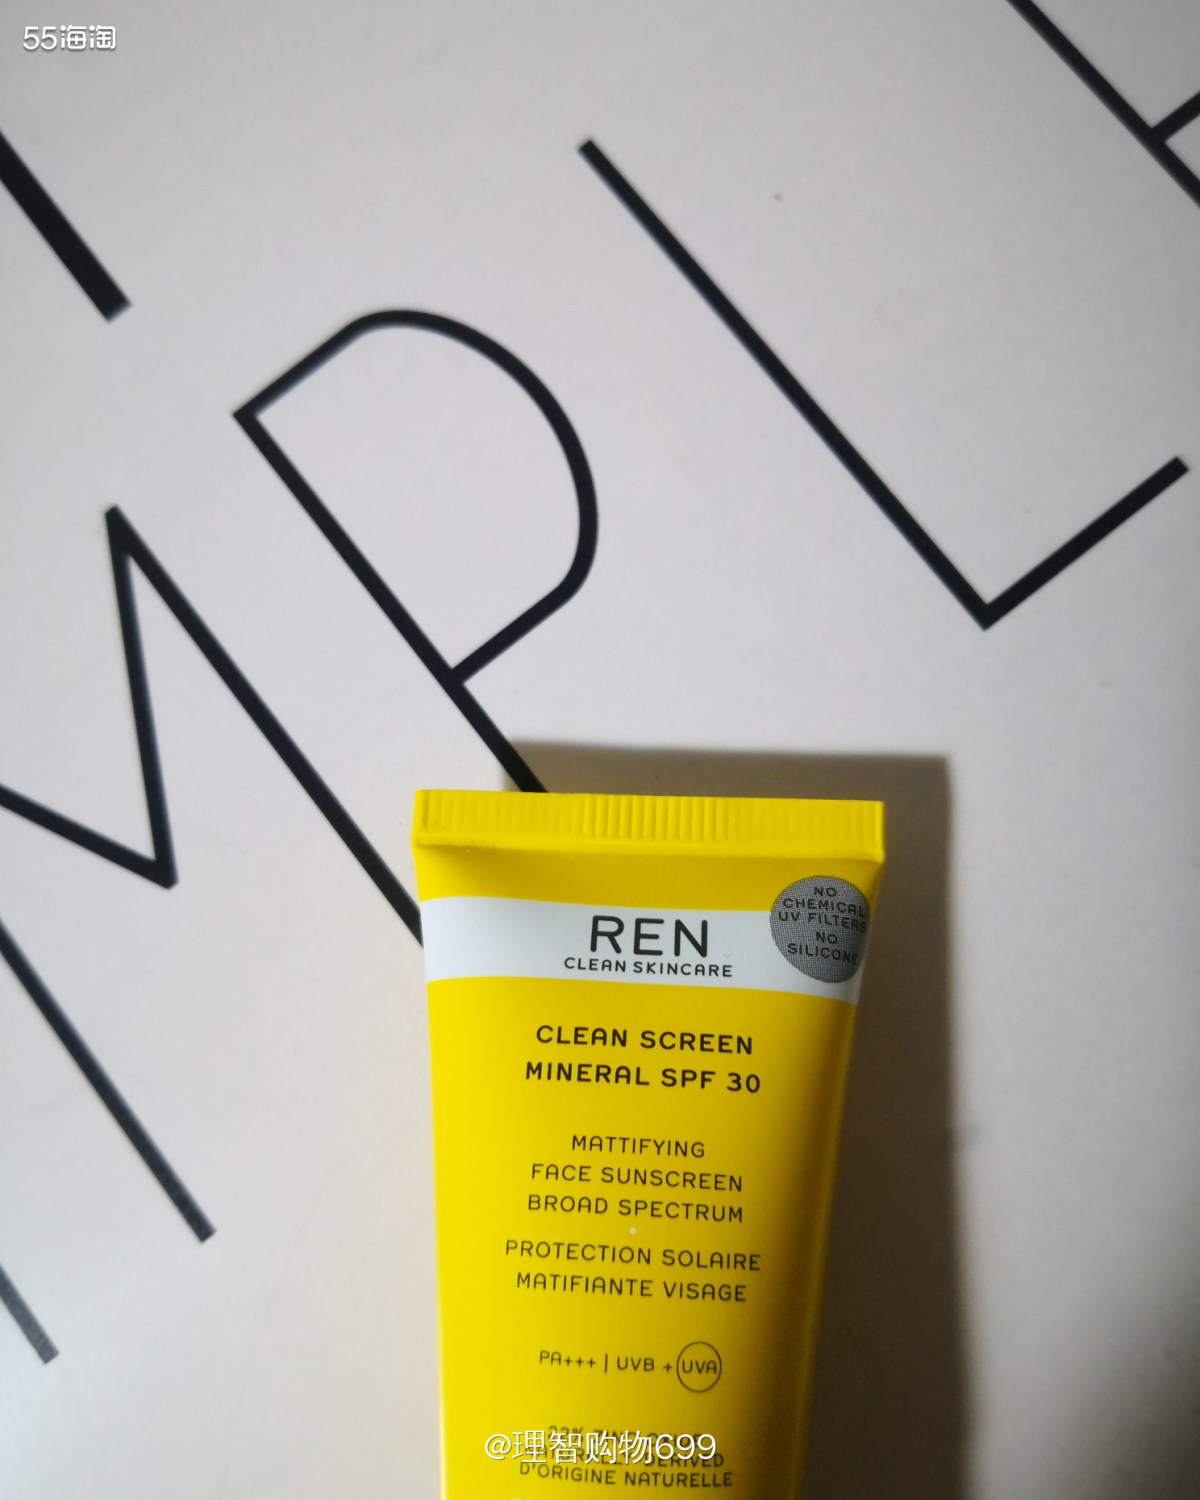 55海淘
MPLE
REN
CLEAN SKINCARE
NO
CHEMICAL
UV FILTERS
NO
SILICONE
CLEAN SCREEN
MINERAL SPF 30
MATTIFYING
FACE SUNSCREEN
BROAD SPECTRUM
PROTECTION SOLAIRE
MATIFIANTE VISAGE
PA+++ | UVB + UVA
@理智购物699
DERIVED
D'ORIGINE NATURELLE